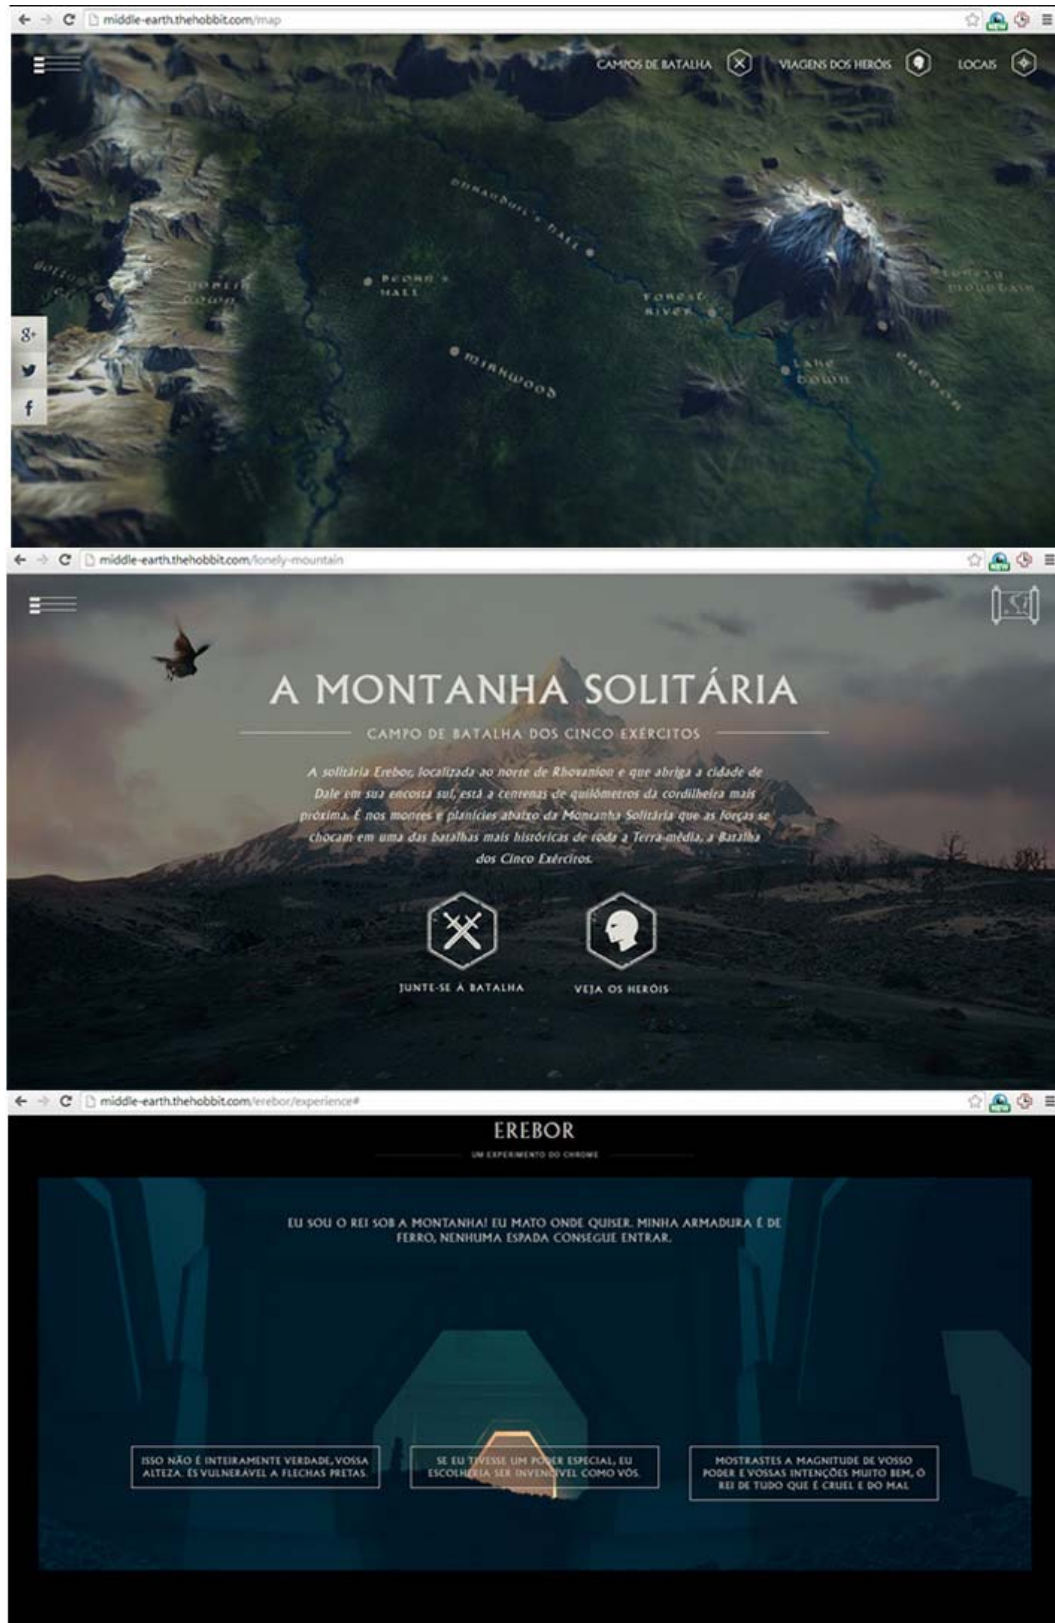 middle-earth.thehobbit.com/map
NEW
CAMPOS DE BATALHA
VIAGENS DOS HERÓIS
LOCAIS
HALL
BEORN'S
HALL
FOREST
RIVER
LONELY
MOUNTAIN
GOBLIN
TOWN
MIRKWOOD
LAKE
TOWN
EREBOR
g+
f
middle-earth.thehobbit.com/lonely-mountain
NEW
A MONTANHA SOLITÁRIA
CAMPO DE BATALHA DOS CINCO EXÉRCITOS
A solitária Erebor, localizada ao norte de Rhovanion e que abriga a cidade de
Dale em sua encosta sul, está a centenas de quilômetros da cordilheira mais
próxima. É nos montes e planícies abaixo da Montanha Solitária que as forças se
chocam em uma das batalhas mais históricas de toda a Terra-média, a Batalha
dos Cinco Exércitos.
JUNTE-SE À BATALHA
VEJA OS HERÓIS
middle-earth.thehobbit.com/erebor/experience#
NEW
EREBOR
UM EXPERIMENTO DO CHROME
EU SOU O REI SOB A MONTANHA! EU MATO ONDE QUISER. MINHA ARMADURA É DE
FERRO, NENHUMA ESPADA CONSEGUE ENTRAR.
ISSO NÃO É INTEIRAMENTE VERDADE, VOSSA
ALTEZA. ÉS VULNERÁVEL A FLECHAS PRETAS.
SE EU TIVESSE UM PODER ESPECIAL, EU
ESCOLHERIA SER INVENCÍVEL COMO VÓS.
MOSTRASTES A MAGNITUDE DE VOSSO
PODER E VOSSAS INTENÇÕES MUITO BEM, Ó
REI DE TUDO QUE É CRUEL E DO MAL